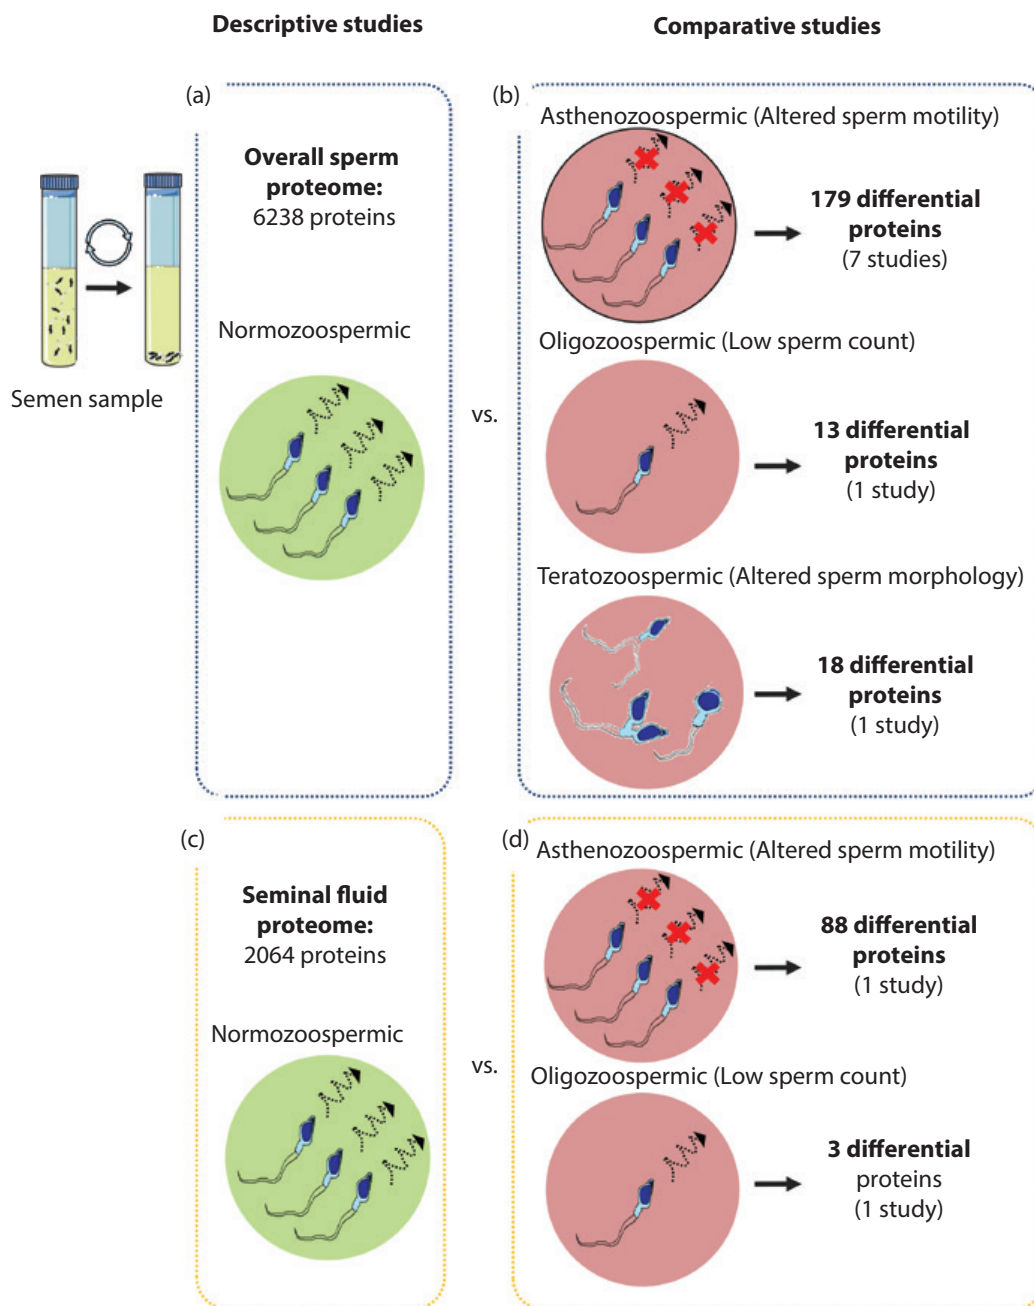 Descriptive studies
Comparative studies
(a)
Overall sperm
proteome:
6238 proteins
Normozoospermic
Semen sample
vs.
(b)
Asthenozoospermic (Altered sperm motility)
179 differential
proteins
(7 studies)
Oligozoospermic (Low sperm count)
13 differential
proteins
(1 study)
Teratozoospermic (Altered sperm morphology)
18 differential
proteins
(1 study)
(c)
Seminal fluid
proteome:
2064 proteins
Normozoospermic
vs.
(d)
Asthenozoospermic (Altered sperm motility)
88 differential
proteins
(1 study)
Oligozoospermic (Low sperm count)
3 differential
proteins
(1 study)